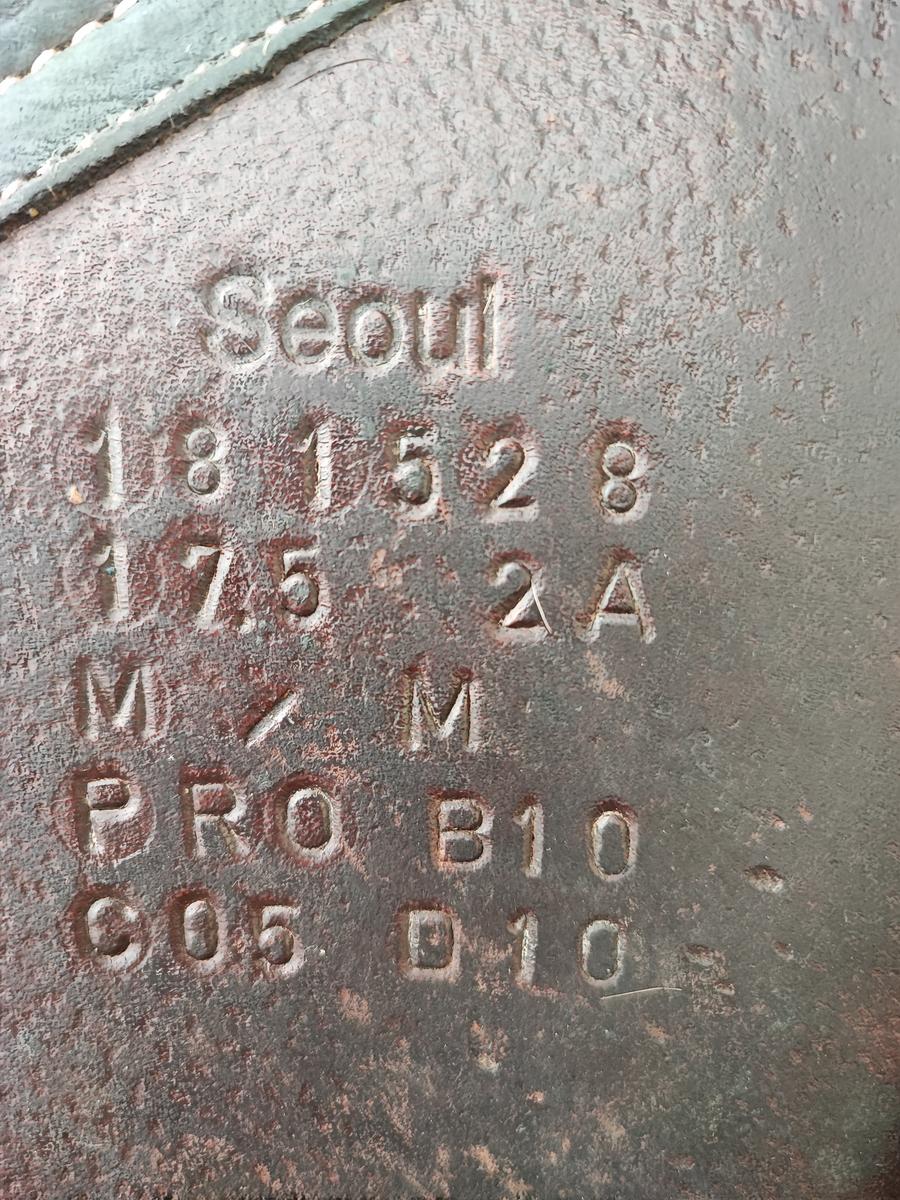 Seoul
181528
17.5 2A
M / M
PRO B10
C05 D10